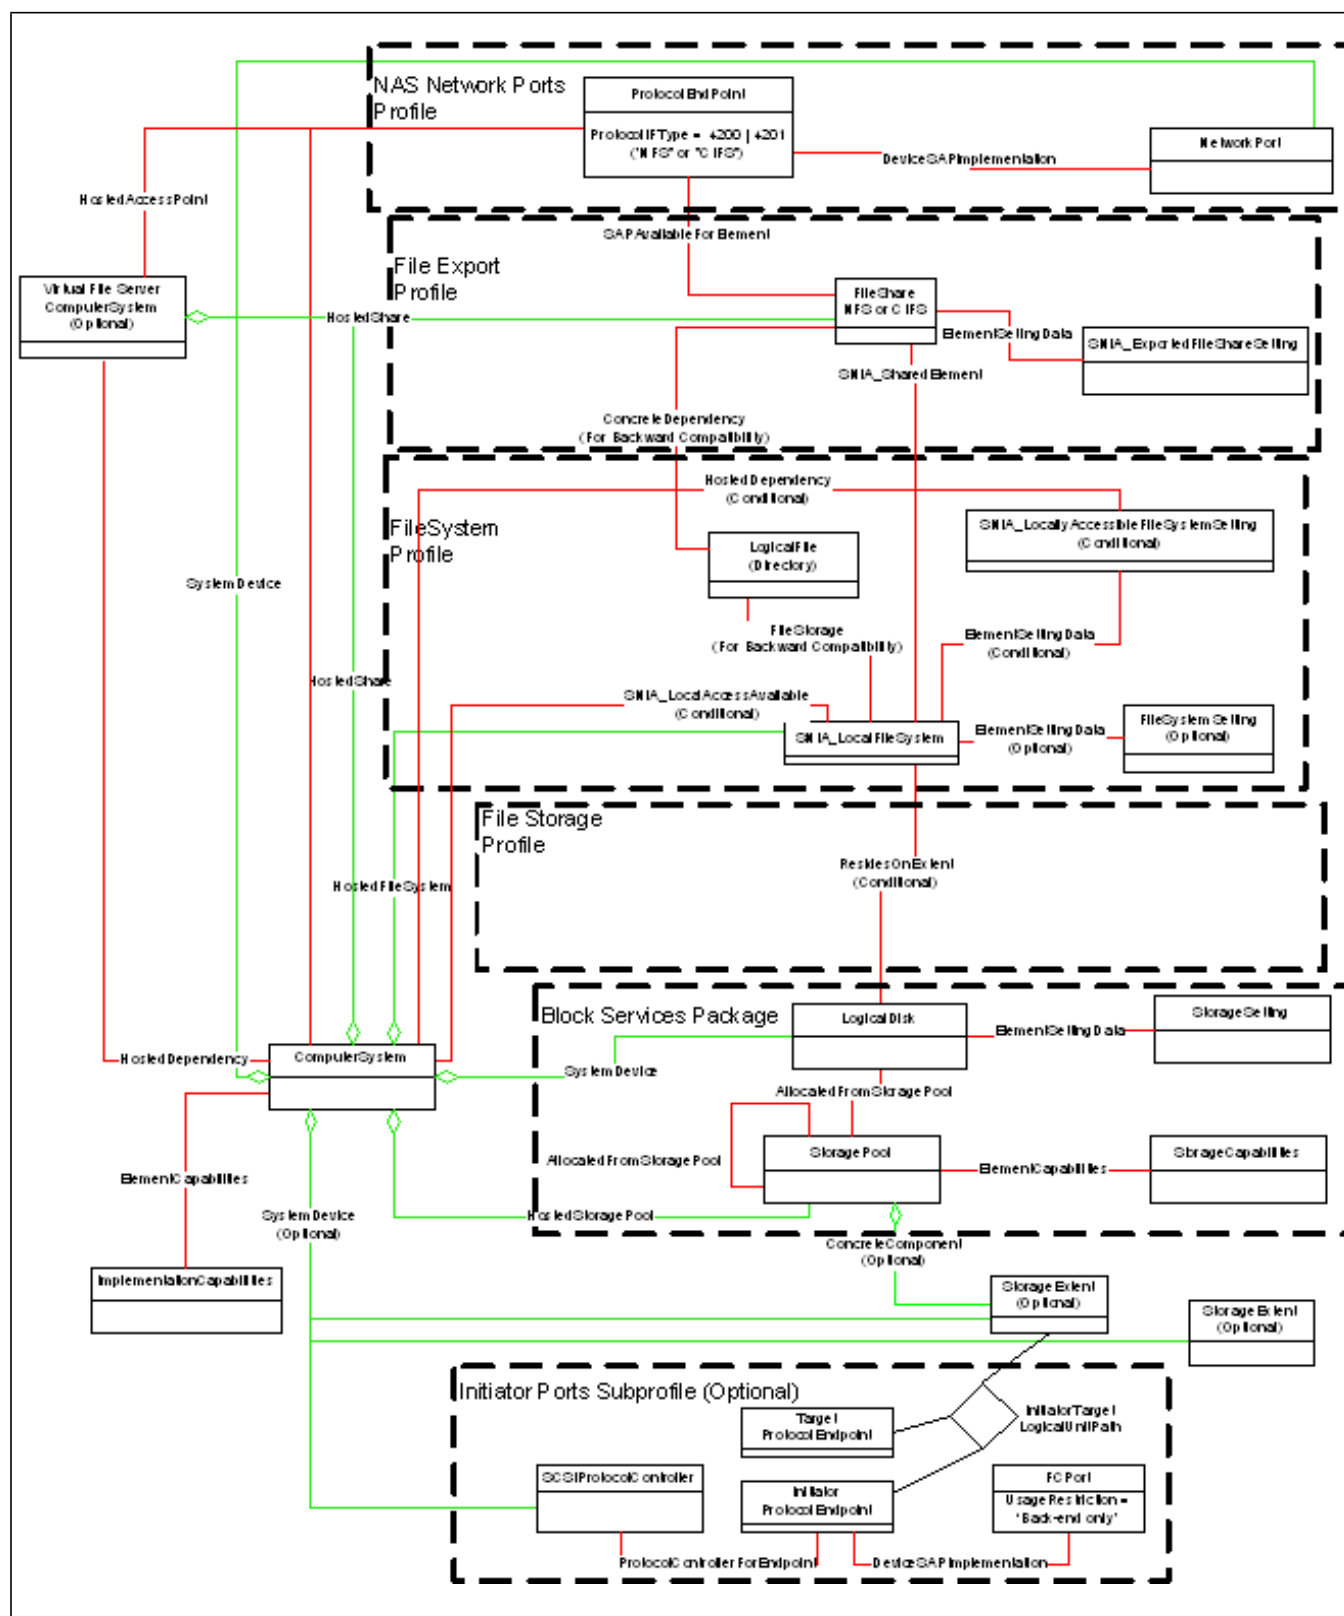 NAS Network Ports
Profile
ProtocolEndPoint
ProtocolIFType = 4200 | 4201
("NFS" or "CIFS")
NetworkPort
DeviceSAPImplementation
HostedAccessPoint
SAPAvailableForElement
File Export
Profile
Virtual File Server
ComputerSystem
(Optional)
FileShare
NFS or CIFS
HostedShare
ElementSettingData
SNIA_ExportedFileShareSetting
SNIA_SharedElement
ConcreteDependency
(For Backward Compatibility)
HostedDependency
(Conditional)
FileSystem
Profile
SNIA_LocallyAccessibleFileSystemSetting
(Conditional)
LogicalFile
(Directory)
SystemDevice
FileStorage
(For Backward Compatibility)
ElementSettingData
(Conditional)
HostedShare
SNIA_LocalAccessAvailable
(Conditional)
FileSystemSetting
(Optional)
SNIA_LocalFileSystem
ElementSettingData
(Optional)
File Storage
Profile
ResidesOnExtent
(Conditional)
HostedFileSystem
Block Services Package
LogicalDisk
StorageSetting
ElementSettingData
HostedDependency
ComputerSystem
SystemDevice
AllocatedFromStoragePool
StoragePool
StorageCapabilities
AllocatedFromStoragePool
ElementCapabilities
ElementCapabilities
SystemDevice
(Optional)
HostedStoragePool
ConcreteComponent
(Optional)
ImplementationCapabilities
StorageExtent
(Optional)
StorageExtent
(Optional)
Initiator Ports Subprofile (Optional)
Target
ProtocolEndpoint
InitiatorTarget
LogicalUnitPath
SCSIProtocolController
Initiator
ProtocolEndpoint
FCPort
UsageRestriction =
"Back-end only"
ProtocolControllerForEndpoint
DeviceSAPImplementation